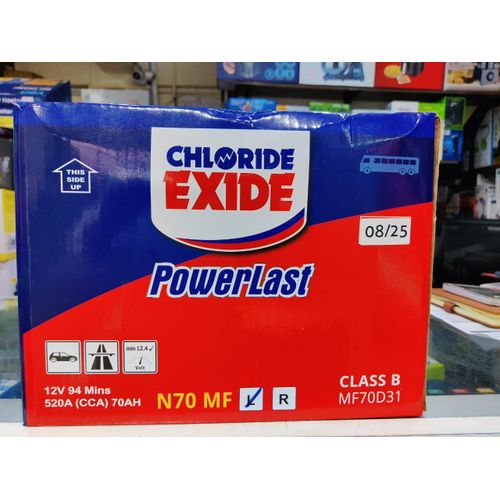 THIS
SIDE
UP
CHLORIDE
EXIDE
08/25
PowerLast
min 12.4
Volt
12V 94 Mins
520A (CCA) 70AH
N70 MF
R
CLASS B
MF70D31